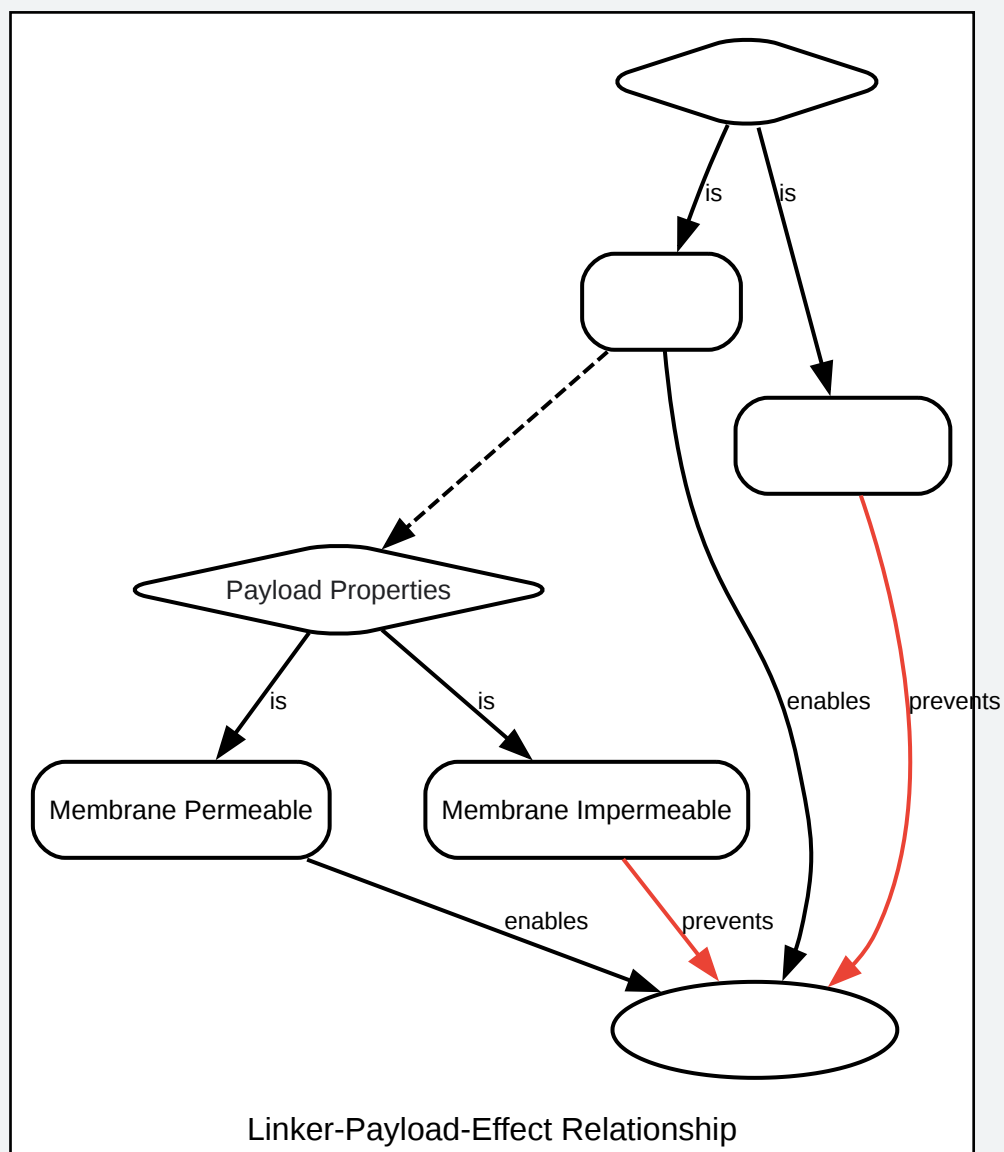 is
is
Payload Properties
is
is
enables
prevents
Membrane Permeable
Membrane Impermeable
enables
prevents
Linker-Payload-Effect Relationship